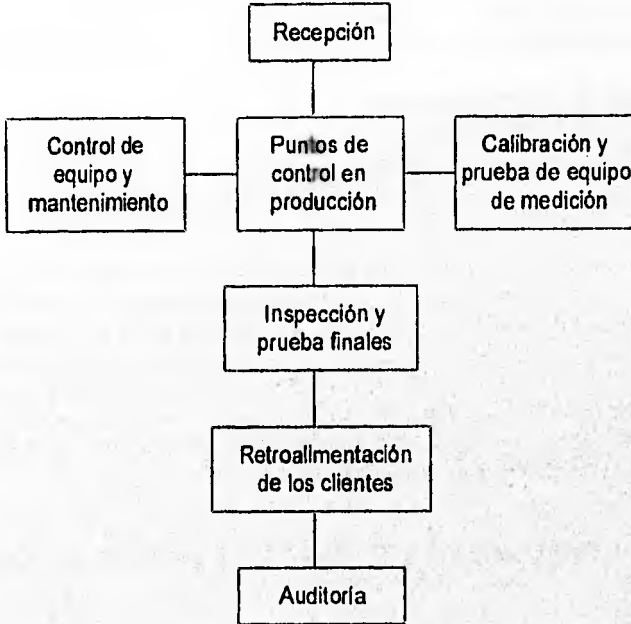 Recepción
Control de
equipo y
mantenimiento
Puntos de
control en
producción
Calibración y
prueba de equipo
de medición
Inspección y
prueba finales
Retroalimentación
de los clientes
Auditoría